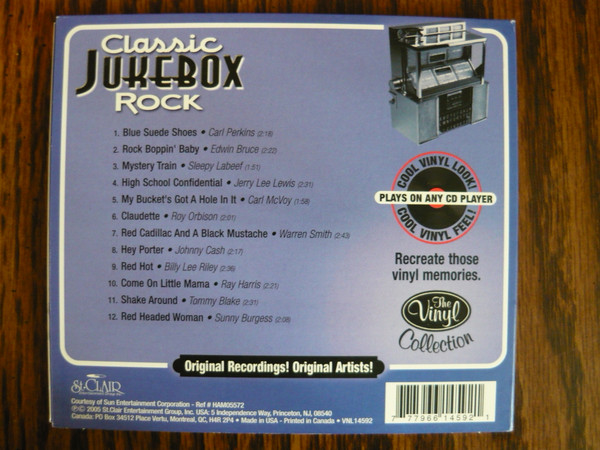 Classic
JUKEBOX
ROCK
1. Blue Suede Shoes • Carl Perkins (2:18)
2. Rock Boppin' Baby • Edwin Bruce (2:22)
3. Mystery Train • Sleepy Labeef (1:51)
4. High School Confidential • Jerry Lee Lewis (2:31)
5. My Bucket's Got A Hole In It • Carl McVoy (1:58)
6. Claudette • Roy Orbison (2:01)
7. Red Cadillac And A Black Mustache • Warren Smith (2:43)
8. Hey Porter • Johnny Cash (2:17)
9. Red Hot • Billy Lee Riley (2:36)
10. Come On Little Mama • Ray Harris (2:21)
11. Shake Around • Tommy Blake (2:31)
12. Red Headed Woman • Sunny Burgess (2:08)
COOL VINYL LOOK!
PLAYS ON ANY CD PLAYER
COOL VINYL FEEL!
Recreate those
vinyl memories.
The
Vinyl
Collection
Original Recordings! Original Artists!
St.CLAIR
Courtesy of Sun Entertainment Corporation - Ref # HAM05572
℗© 2005 St.Clair Entertainment Group, Inc. USA: 5 Independence Way, Princeton, NJ, 08540
Canada: PO Box 34512 Place Vertu, Montreal, QC, H4R 2P4 • Made in USA - Printed in Canada • VNL14592
7 77966 14592 1